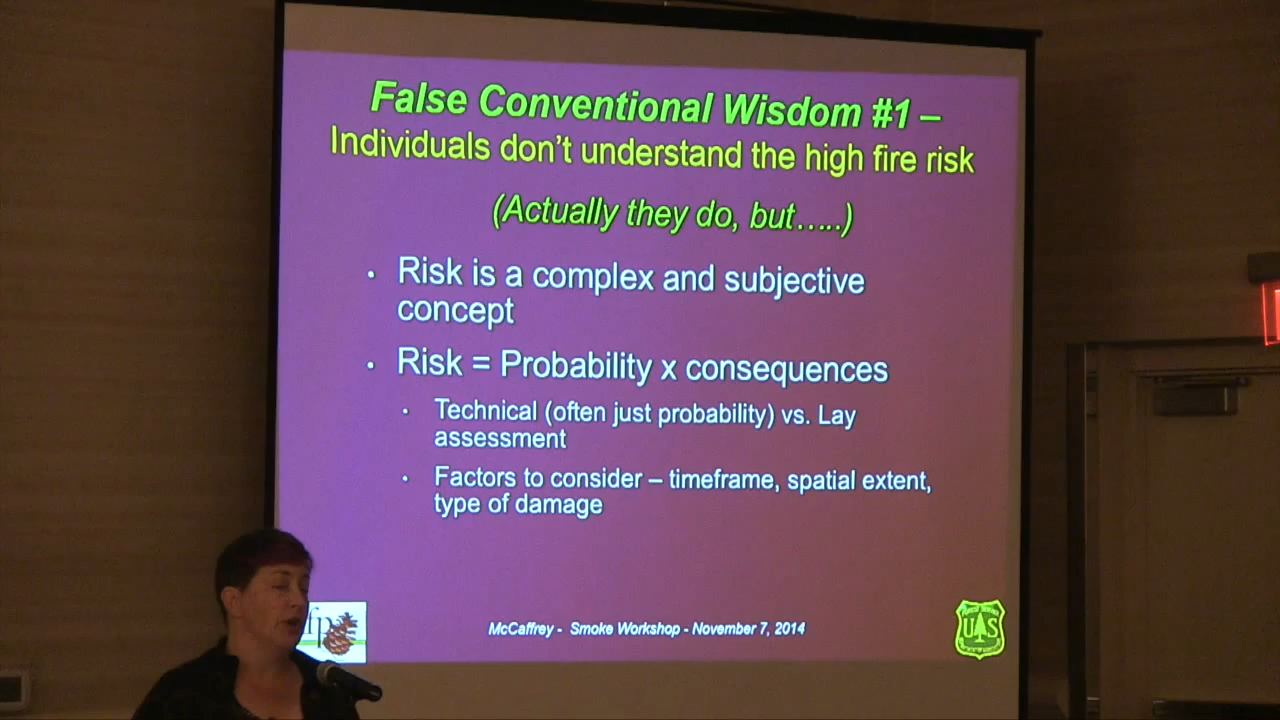 False Conventional Wisdom #1 –
Individuals don't understand the high fire risk
(Actually they do, but…..)
• Risk is a complex and subjective
concept
• Risk = Probability x consequences
• Technical (often just probability) vs. Lay
assessment
• Factors to consider – timeframe, spatial extent,
type of damage
McCaffrey - Smoke Workshop - November 7, 2014
FOREST SERVICE
U S